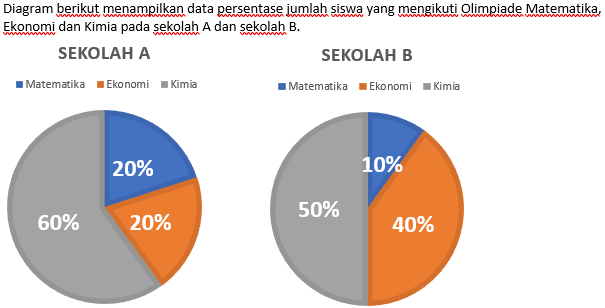 Diagram berikut menampilkan data persentase jumlah siswa yang mengikuti Olimpiade Matematika,
Ekonomi dan Kimia pada sekolah A dan sekolah B.
SEKOLAH A
Matematika Ekonomi Kimia
20%
20%
60%
SEKOLAH B
Matematika Ekonomi Kimia
10%
40%
50%